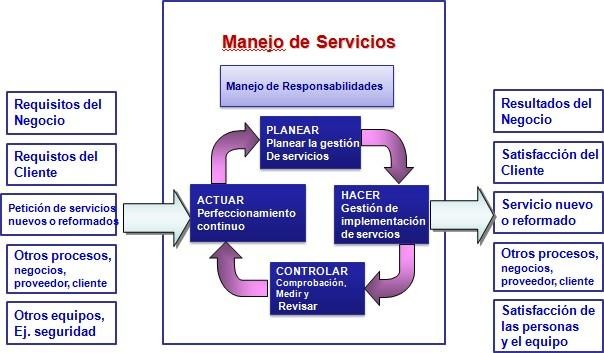 Manejo de Servicios
Manejo de Responsabilidades
Requisitos del
Negocio
Requistos del
Cliente
Petición de servicios
nuevos o reformados
Otros procesos,
negocios,
proveedor, cliente
Otros equipos,
Ej. seguridad
PLANEAR
Planear la gestión
De servicios
ACTUAR
Perfeccionamiento
continuo
HACER
Gestión de
implementación
de servcios
CONTROLAR
Comprobación,
Medir y
Revisar
Resultados del
Negocio
Satisfacción del
Cliente
Servicio nuevo
o reformado
Otros procesos,
negocios,
proveedor, cliente
Satisfacción de
las personas
y el equipo